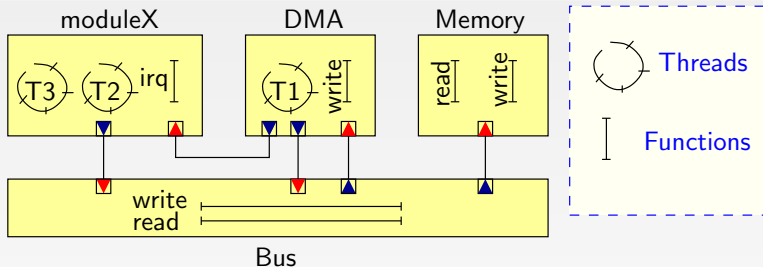 moduleX
DMA
Memory
T3
T2
irq
T1
write
read
write
Threads
Functions
write
read
Bus